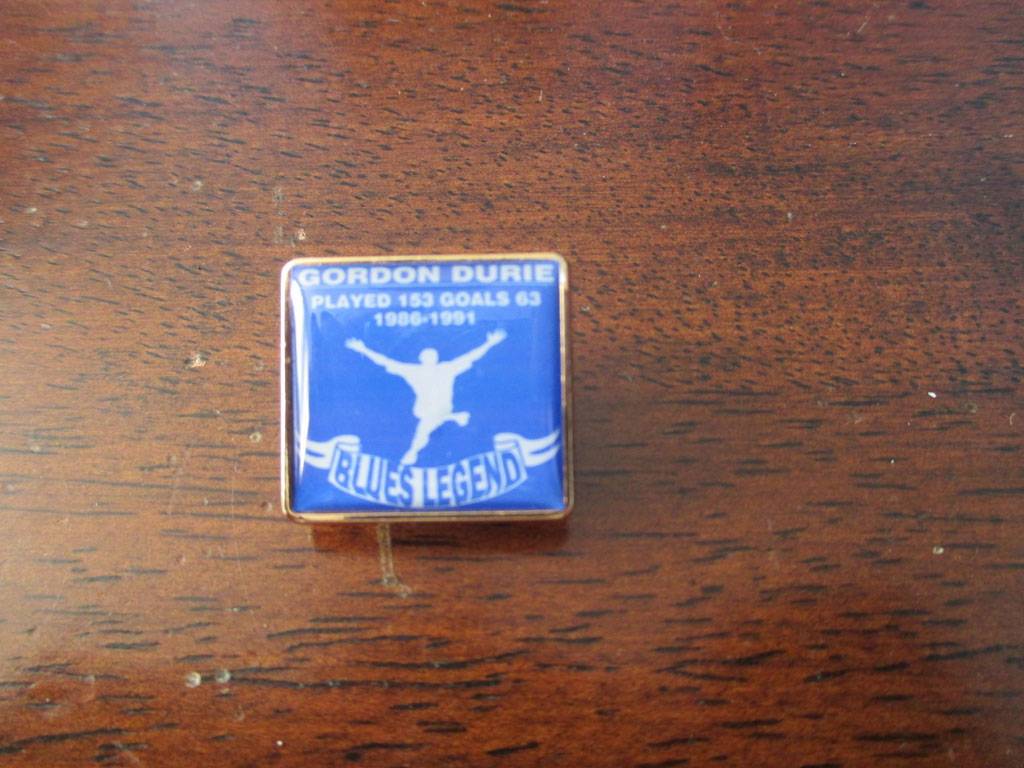 GORDON DURIE
PLAYED 153 GOALS 63
1986-1991
BLUES LEGEND